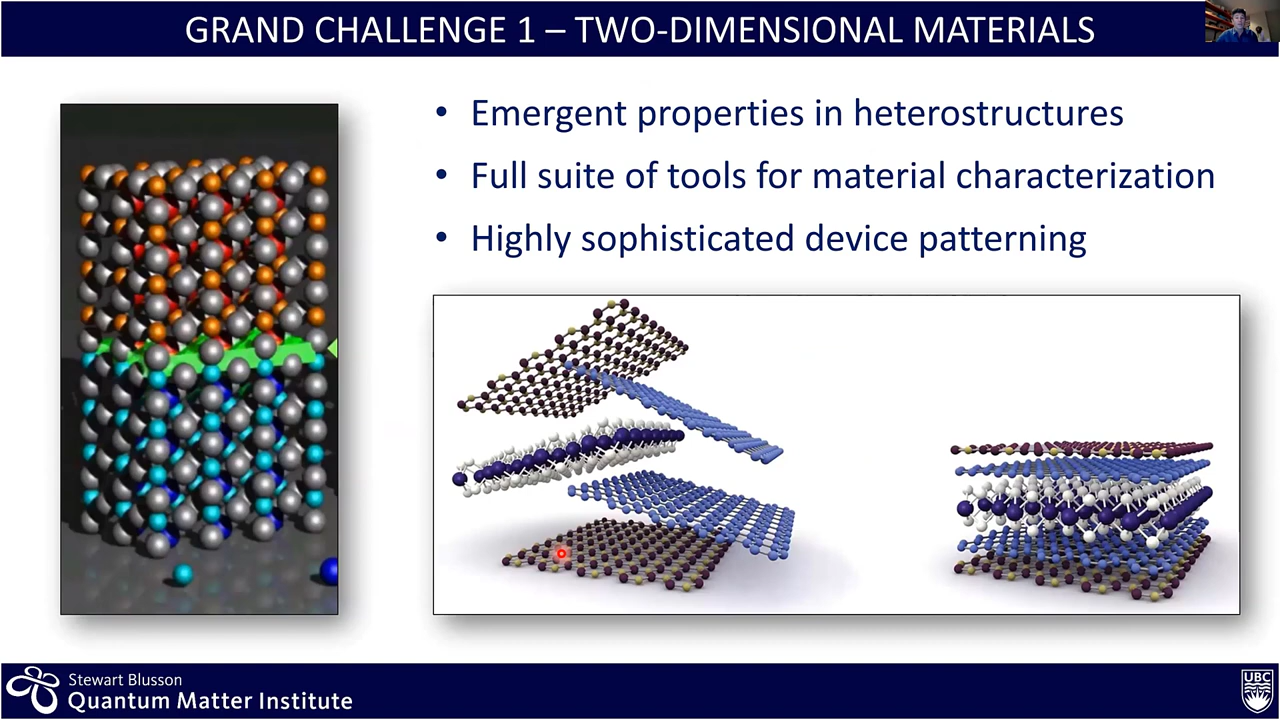 GRAND CHALLENGE 1 – TWO-DIMENSIONAL MATERIALS
• Emergent properties in heterostructures
• Full suite of tools for material characterization
• Highly sophisticated device patterning
Stewart Blusson
Quantum Matter Institute
UBC